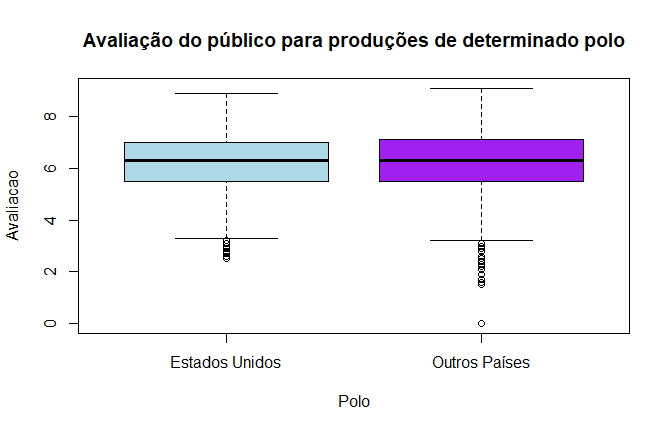 Avaliação do público para produções de determinado polo
Avaliacao
8
6
4
2
0
Estados Unidos
Outros Países
Polo